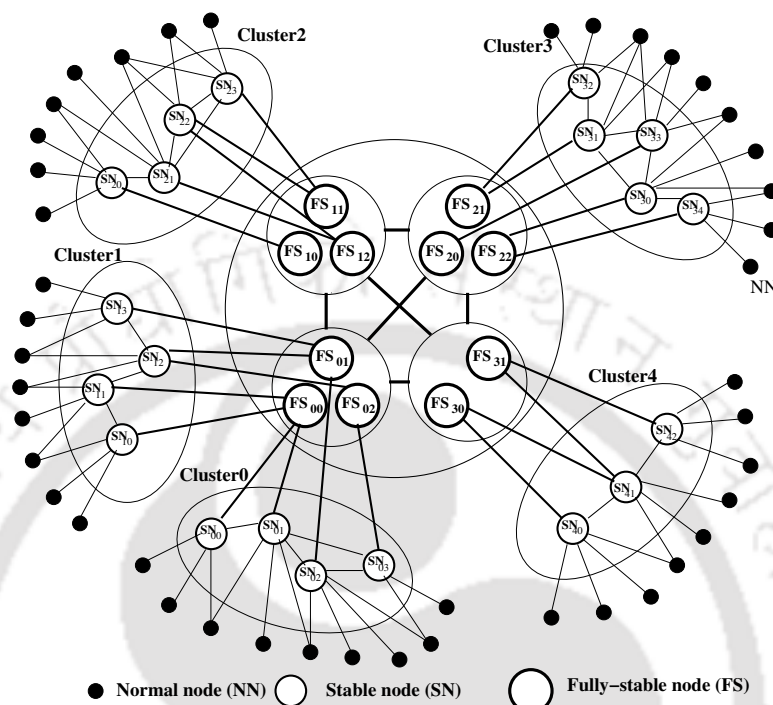 Cluster2
Cluster3
SN23
SN22
SN21
SN20
SN32
SN31
SN33
SN30
SN34
NN
FS11
FS10
FS12
FS21
FS20
FS22
Cluster1
SN13
SN12
SN11
SN10
FS01
FS00
FS02
FS31
FS30
Cluster4
SN42
SN41
SN40
Cluster0
SN00
SN01
SN02
SN03
Normal node (NN)
Stable node (SN)
Fully-stable node (FS)